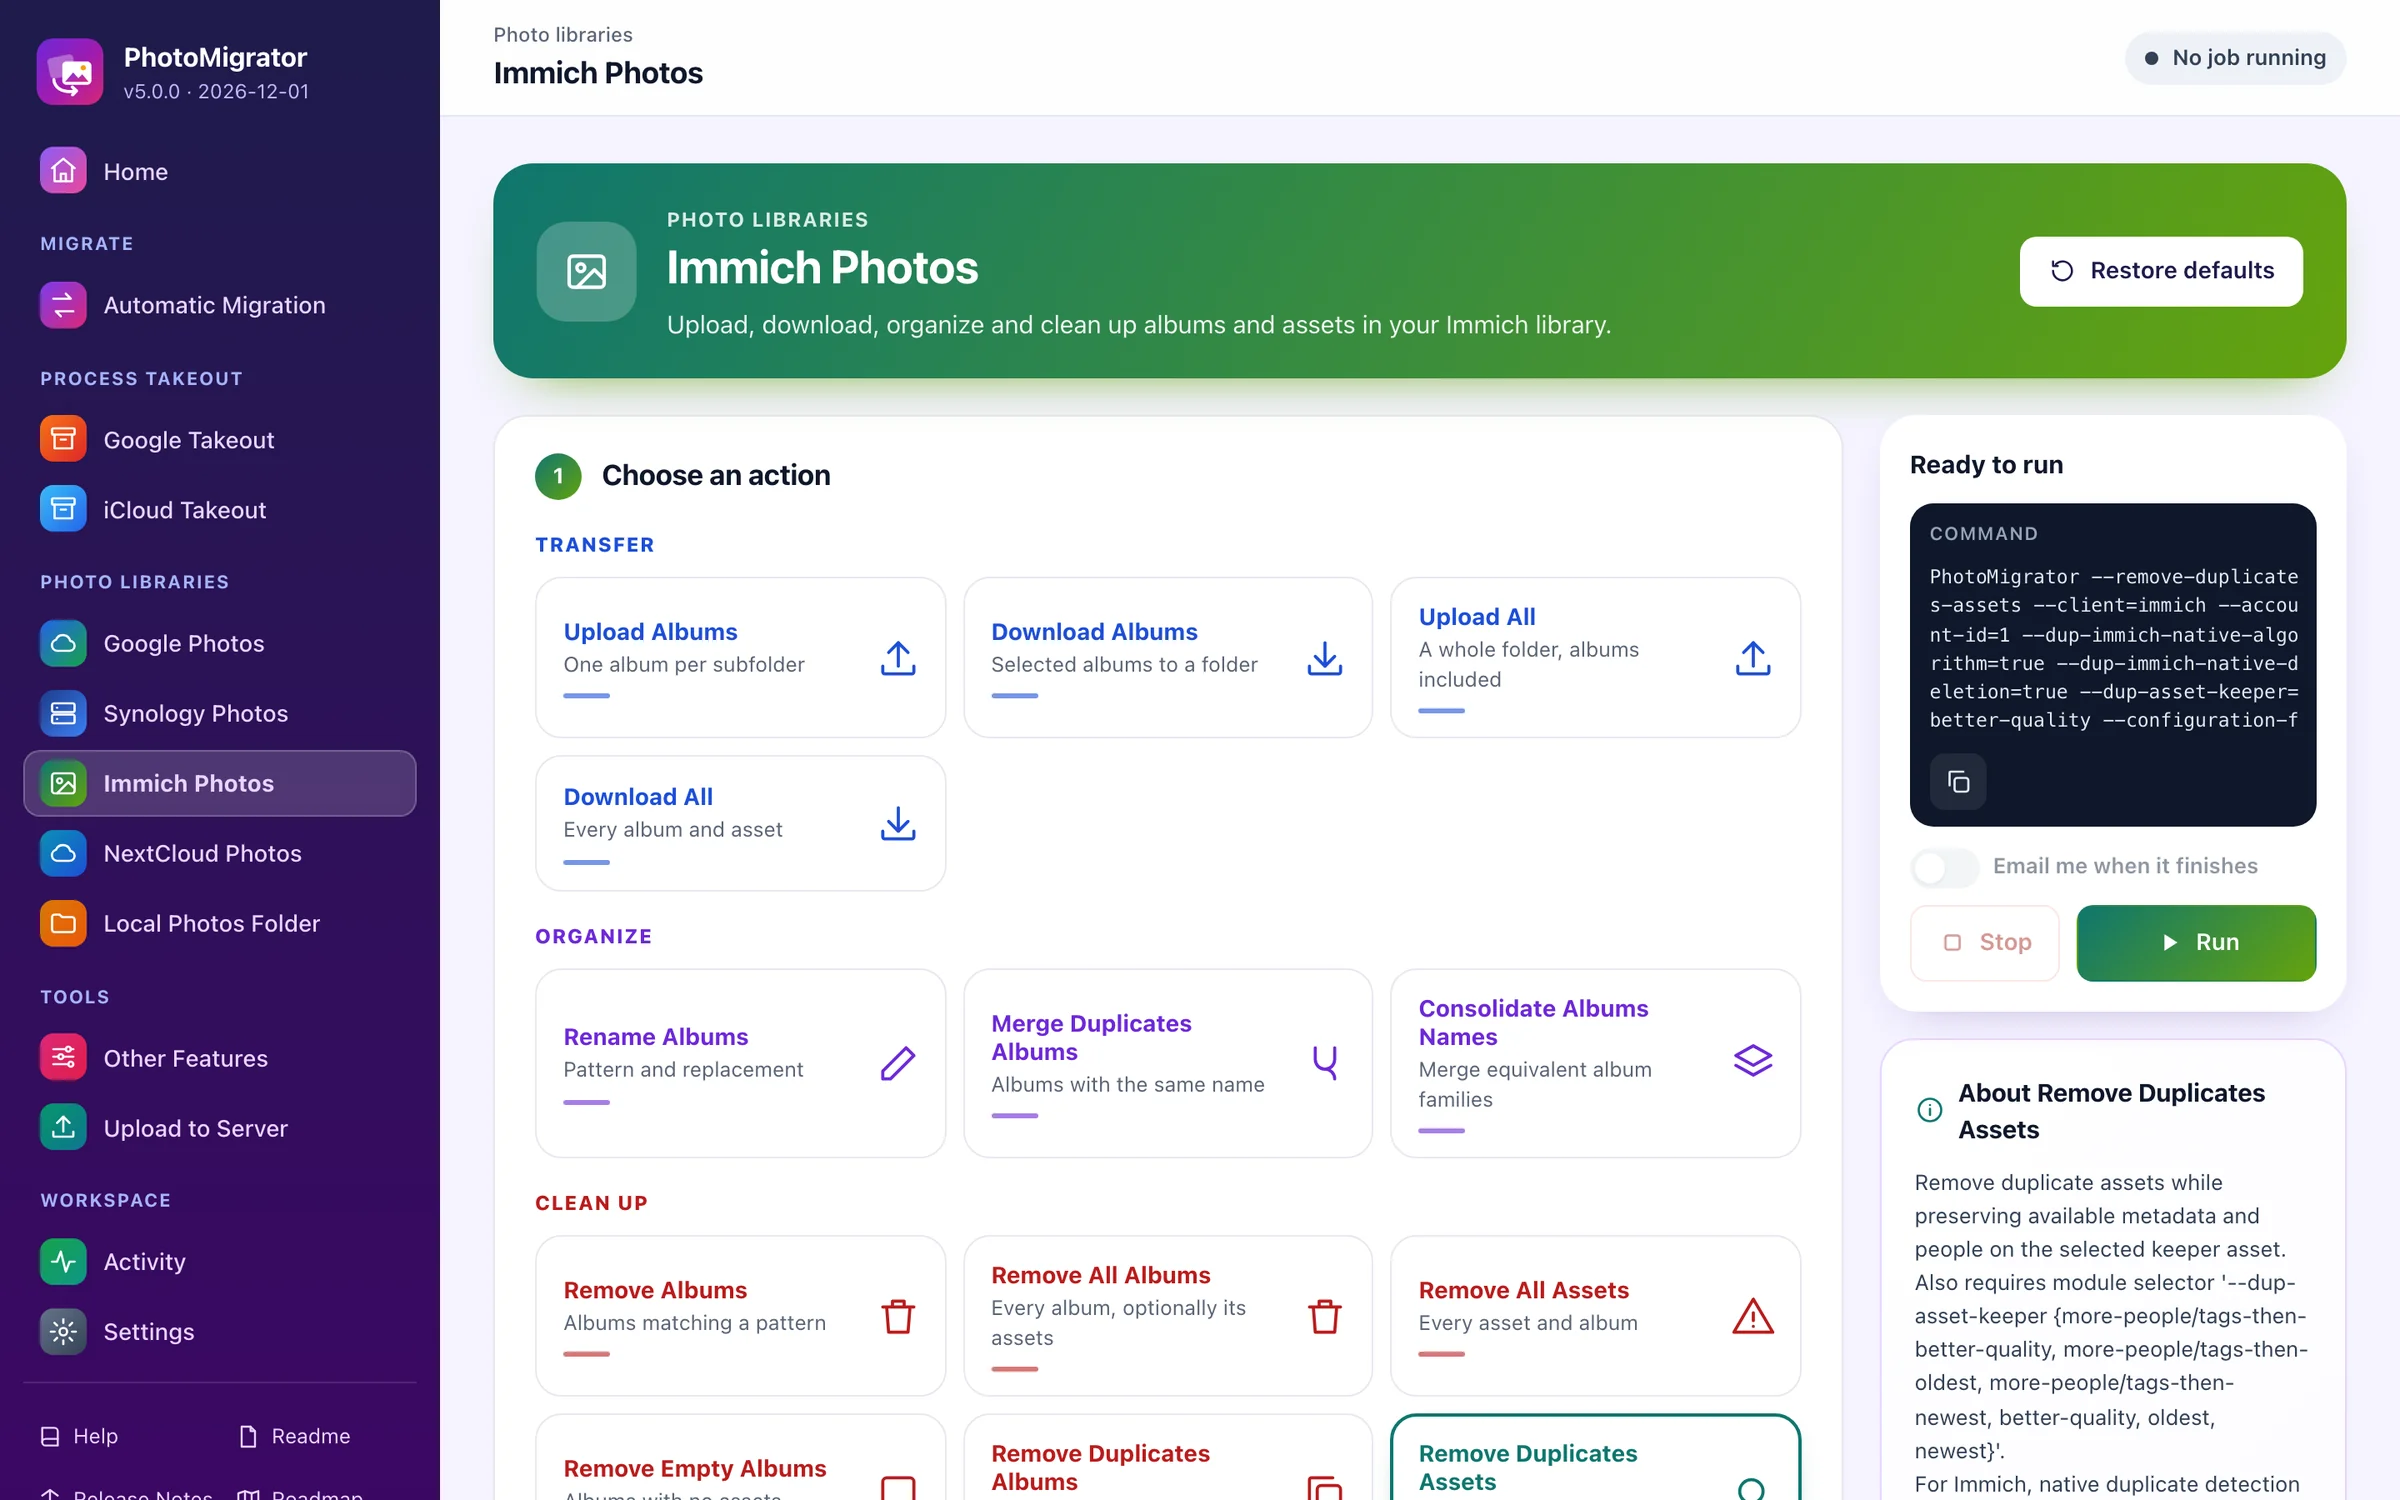 PhotoMigrator
v5.0.0 · 2026-12-01
Home
MIGRATE
Automatic Migration
PROCESS TAKEOUT
Google Takeout
iCloud Takeout
PHOTO LIBRARIES
Google Photos
Synology Photos
Immich Photos
NextCloud Photos
Local Photos Folder
TOOLS
Other Features
Upload to Server
WORKSPACE
Activity
Settings
Help
Readme
Release Notes
Roadmap
Photo libraries
Immich Photos
No job running
PHOTO LIBRARIES
Immich Photos
Upload, download, organize and clean up albums and assets in your Immich library.
Restore defaults
1
Choose an action
TRANSFER
Upload Albums
One album per subfolder
Download Albums
Selected albums to a folder
Upload All
A whole folder, albums
included
Download All
Every album and asset
ORGANIZE
Rename Albums
Pattern and replacement
Merge Duplicates
Albums
Albums with the same name
Consolidate Albums
Names
Merge equivalent album
families
CLEAN UP
Remove Albums
Albums matching a pattern
Remove All Albums
Every album, optionally its
assets
Remove All Assets
Every asset and album
Remove Empty Albums
Albums with no assets
Remove Duplicates
Albums
Remove Duplicates
Assets
Ready to run
COMMAND
PhotoMigrator --remove-duplicate
s-assets --client=immich --accou
nt-id=1 --dup-immich-native-algo
rithm=true --dup-immich-native-d
eletion=true --dup-asset-keeper=
better-quality --configuration-f
Email me when it finishes
Stop
Run
About Remove Duplicates
Assets
Remove duplicate assets while
preserving available metadata and
people on the selected keeper asset.
Also requires module selector '--dup-
asset-keeper {more-people/tags-then-
better-quality, more-people/tags-then-
oldest, more-people/tags-then-
newest, better-quality, oldest,
newest}'.
For Immich, native duplicate detection